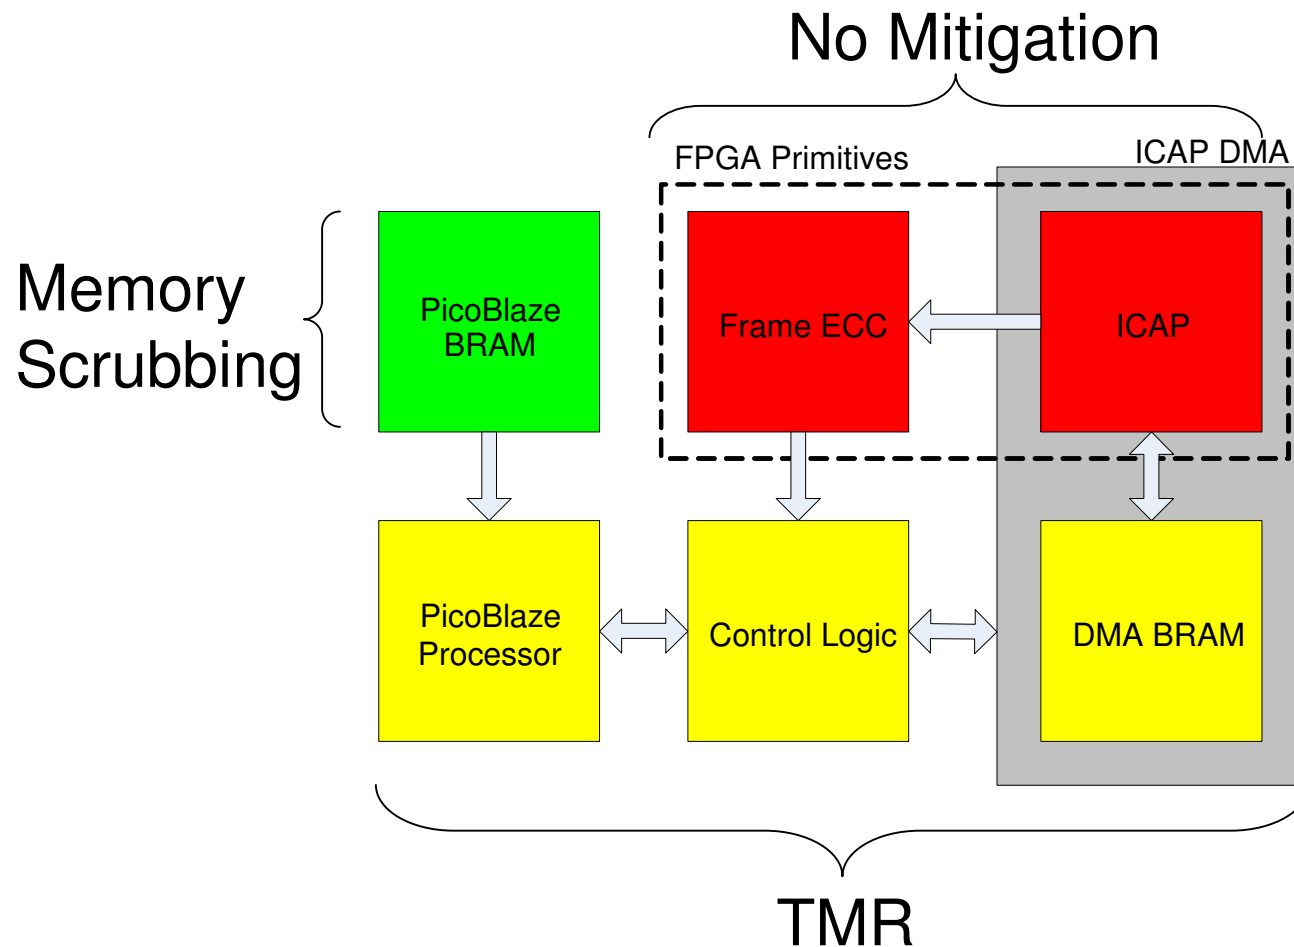 No Mitigation
FPGA Primitives
ICAP DMA
Memory
Scrubbing
PicoBlaze
BRAM
Frame ECC
ICAP
PicoBlaze
Processor
Control Logic
DMA BRAM
TMR